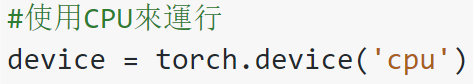 #使用CPU來運行
device = torch.device('cpu')